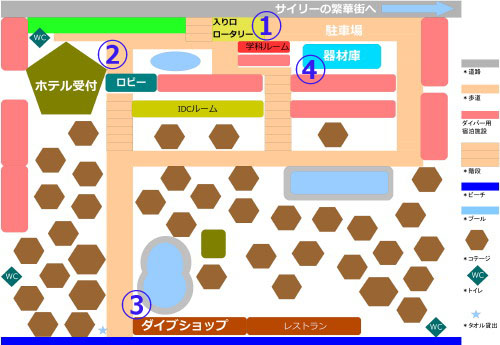 サイリーの繁華街へ
入り口
ロータリー
①
駐車場
WC
②
学科ルーム
器材庫
④
ホテル受付
ロビー
IDCルーム
WC
③
ダイブショップ
レストラン
WC
*道路
*歩道
ダイバー用
宿泊施設
*階段
*ビーチ
*プール
*コテージ
WC
*トイレ
*タオル貸出